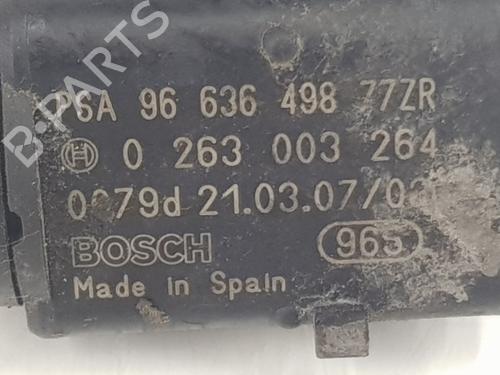 PSA 96 636 498 77ZR
0 263 003 264
21.03.07/0
BOSCH 965
Made in Spain
B-PARTS